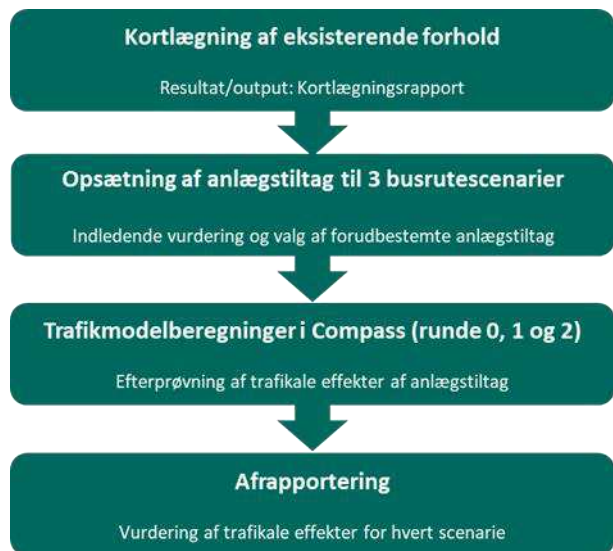 Kortlægning af eksisterende forhold
Resultat/output: Kortlægningsrapport
Opsætning af anlægstiltag til 3 busrutescenarier
Indledende vurdering og valg af forudbestemte anlægstiltag
Trafikmodelberegninger i Compass (runde 0, 1 og 2)
Efterprøvning af trafikale effekter af anlægstiltag
Afrapportering
Vurdering af trafikale effekter for hvert scenarie